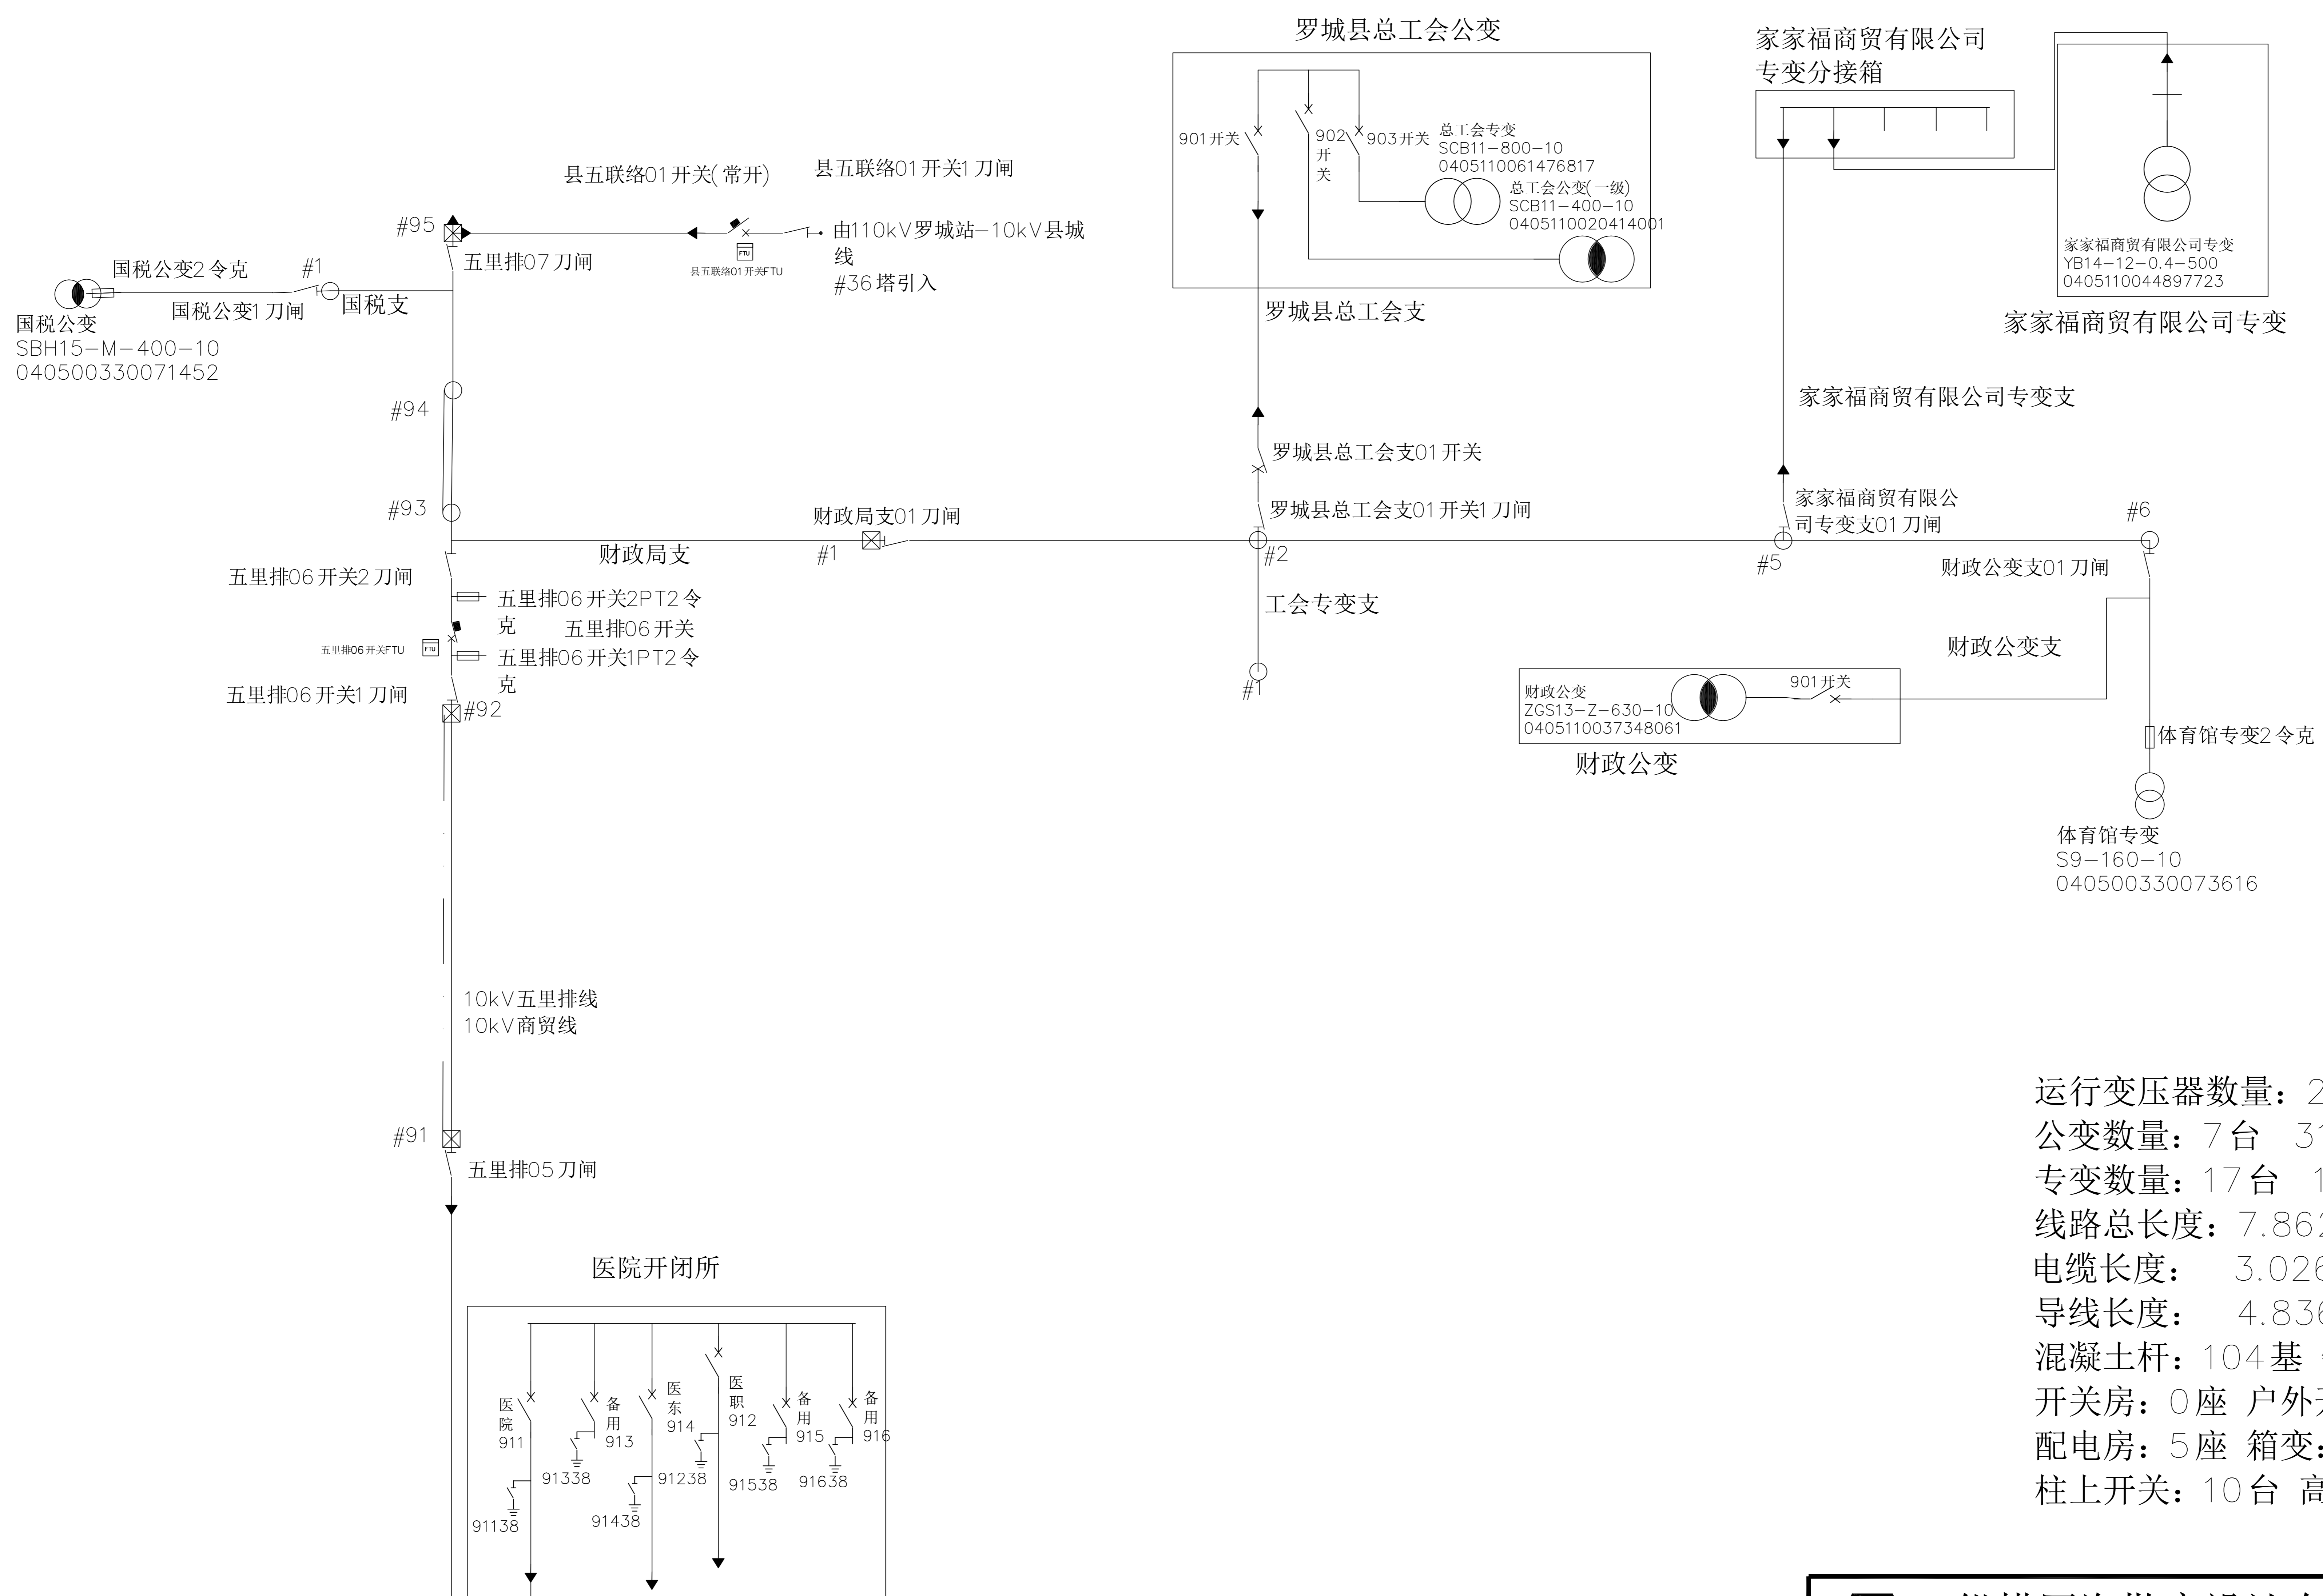 罗城县总工会公变
901开关
902
开
关
903开关
总工会专变
SCB11-800-10
0405110061476817
总工会公变(一级)
SCB11-400-10
0405110020414001
家家福商贸有限公司
专变分接箱
家家福商贸有限公司专变
YB14-12-0.4-500
0405110044897723
家家福商贸有限公司专变
县五联络01开关(常开)
县五联络01开关1刀闸
#95
五里排07刀闸
FTU
县五联络01开关FTU
由110kV罗城站-10kV县城
线
#36塔引入
国税公变2令克
#1
国税公变1刀闸
国税支
国税公变
SBH15-M-400-10
040500330071452
罗城县总工会支
#94
家家福商贸有限公司专变支
罗城县总工会支01开关
#93
财政局支01刀闸
罗城县总工会支01开关1刀闸
家家福商贸有限公
司专变支01刀闸
#6
财政局支
#1
#2
#5
五里排06开关2刀闸
财政公变支01刀闸
五里排06开关2PT2令
克
五里排06开关
工会专变支
五里排06开关FTU
FTU
五里排06开关1PT2令
克
财政公变支
五里排06开关1刀闸
#92
#1
财政公变
ZGS13-Z-630-10
0405110037348061
901开关
财政公变
体育馆专变2令克
体育馆专变
S9-160-10
040500330073616
10kV五里排线
10kV商贸线
#91
五里排05刀闸
医院开闭所
医
院
911
91138
备
用
913
91338
医
东
914
91438
医
职
912
91238
备
用
915
91538
备
用
916
91638
运行变压器数量：2
公变数量：7台 31
专变数量：17台 1
线路总长度：7.862
电缆长度： 3.026
导线长度： 4.836
混凝土杆：104基
开关房：0座 户外开
配电房：5座 箱变：
柱上开关：10台 高